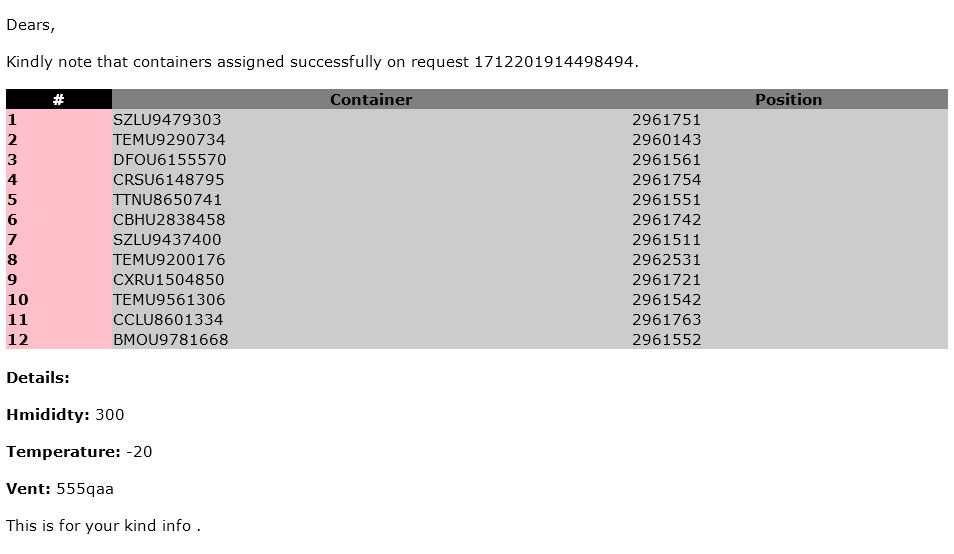 Dears,
Kindly note that containers assigned successfully on request 1712201914498494.
# Container Position
1 SZLU9479303 2961751
2 TEMU9290734 2960143
3 DFOU6155570 2961561
4 CRSU6148795 2961754
5 TTNU8650741 2961551
6 CBHU2838458 2961742
7 SZLU9437400 2961511
8 TEMU9200176 2962531
9 CXRU1504850 2961721
10 TEMU9561306 2961542
11 CCLU8601334 2961763
12 BMOU9781668 2961552
Details:
Hmididty: 300
Temperature: -20
Vent: 555qaa
This is for your kind info .